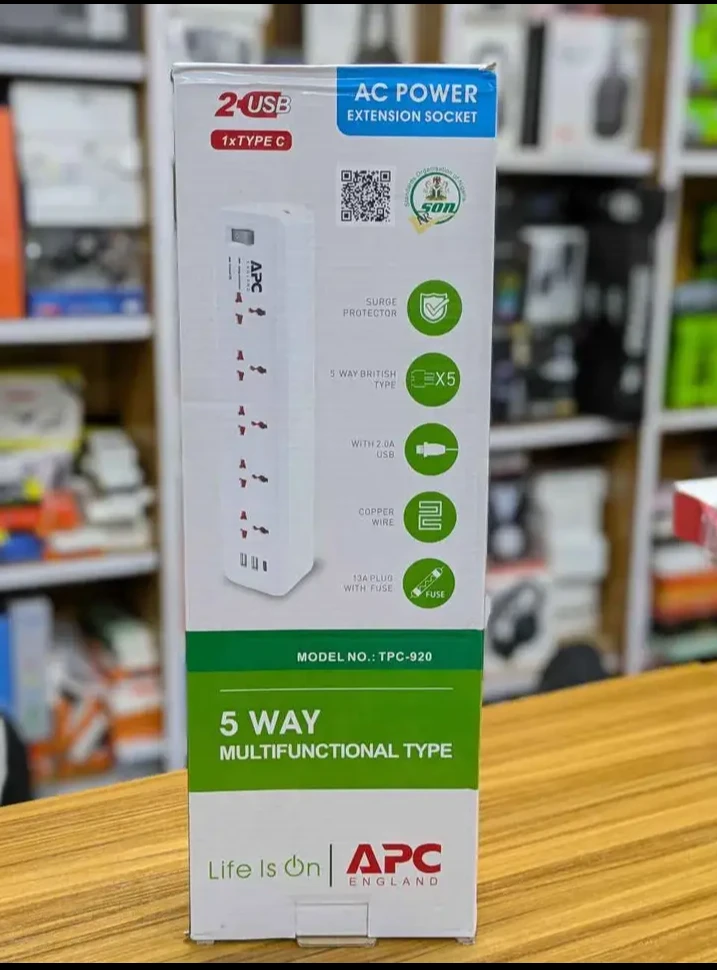 2 USB
1xTYPE C
AC POWER
EXTENSION SOCKET
SON
APC
SURGE
PROTECTOR
5 WAY BRITISH
TYPE
X5
WITH 2.0A
USB
COPPER
WIRE
13A PLUG
WITH FUSE
FUSE
MODEL NO.: TPC-920
5 WAY
MULTIFUNCTIONAL TYPE
Life Is On
APC
ENGLAND